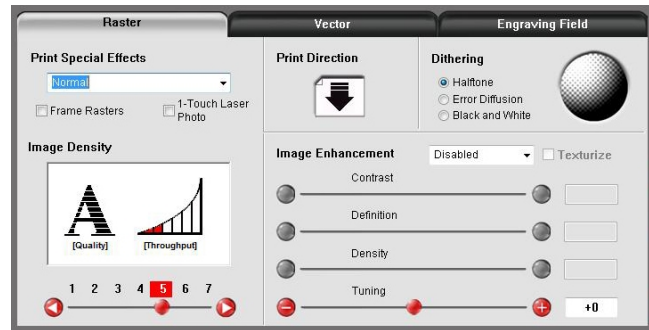 Raster
Vector
Engraving Field
Print Special Effects
Normal
Frame Rasters
1-Touch Laser
Photo
Print Direction
Dithering
Halftone
Error Diffusion
Black and White
Image Density
A
[Quality]
[Throughput]
1 2 3 4 5 6 7
Image Enhancement
Disabled
Texturize
Contrast
Definition
Density
Tuning
+0